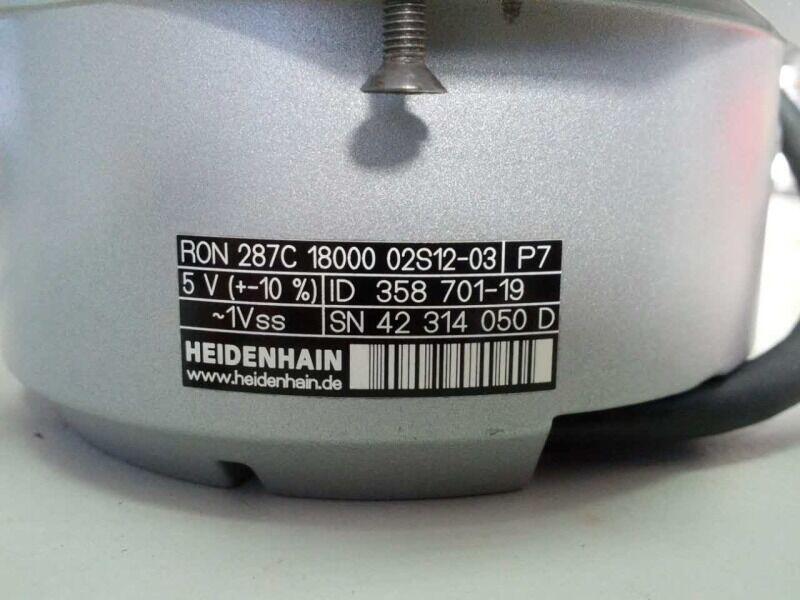 RON 287C 18000 02S12-03 P7
5 V (+-10 %) ID 358 701-19
~1Vss SN 42 314 050 D
HEIDENHAIN
www.heidenhain.de